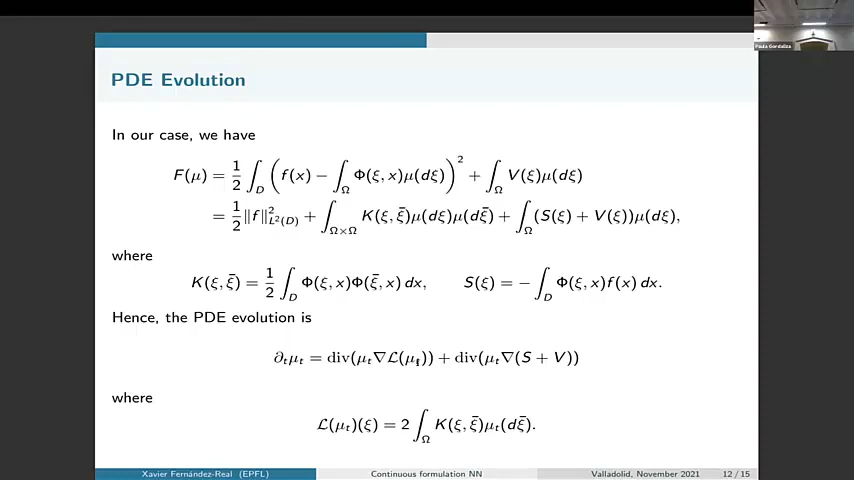 Paula Gordaliza
PDE Evolution
In our case, we have
F(μ) = 1/2 ∫_D (f(x) − ∫_Ω Φ(ξ, x)μ(dξ))^2 + ∫_Ω V(ξ)μ(dξ)
= 1/2 ‖f‖²_{L²(D)} + ∫_{Ω×Ω} K(ξ, ξ̄)μ(dξ)μ(dξ̄) + ∫_Ω (S(ξ) + V(ξ))μ(dξ),
where
K(ξ, ξ̄) = 1/2 ∫_D Φ(ξ, x)Φ(ξ̄, x) dx, S(ξ) = − ∫_D Φ(ξ, x)f(x) dx.
Hence, the PDE evolution is
∂_t μ_t = div(μ_t∇ℒ(μ_t)) + div(μ_t∇(S + V))
where
ℒ(μ_t)(ξ) = 2 ∫_Ω K(ξ, ξ̄)μ_t(dξ̄).
Xavier Fernández-Real (EPFL) Continuous formulation NN Valladolid, November 2021 12 / 15